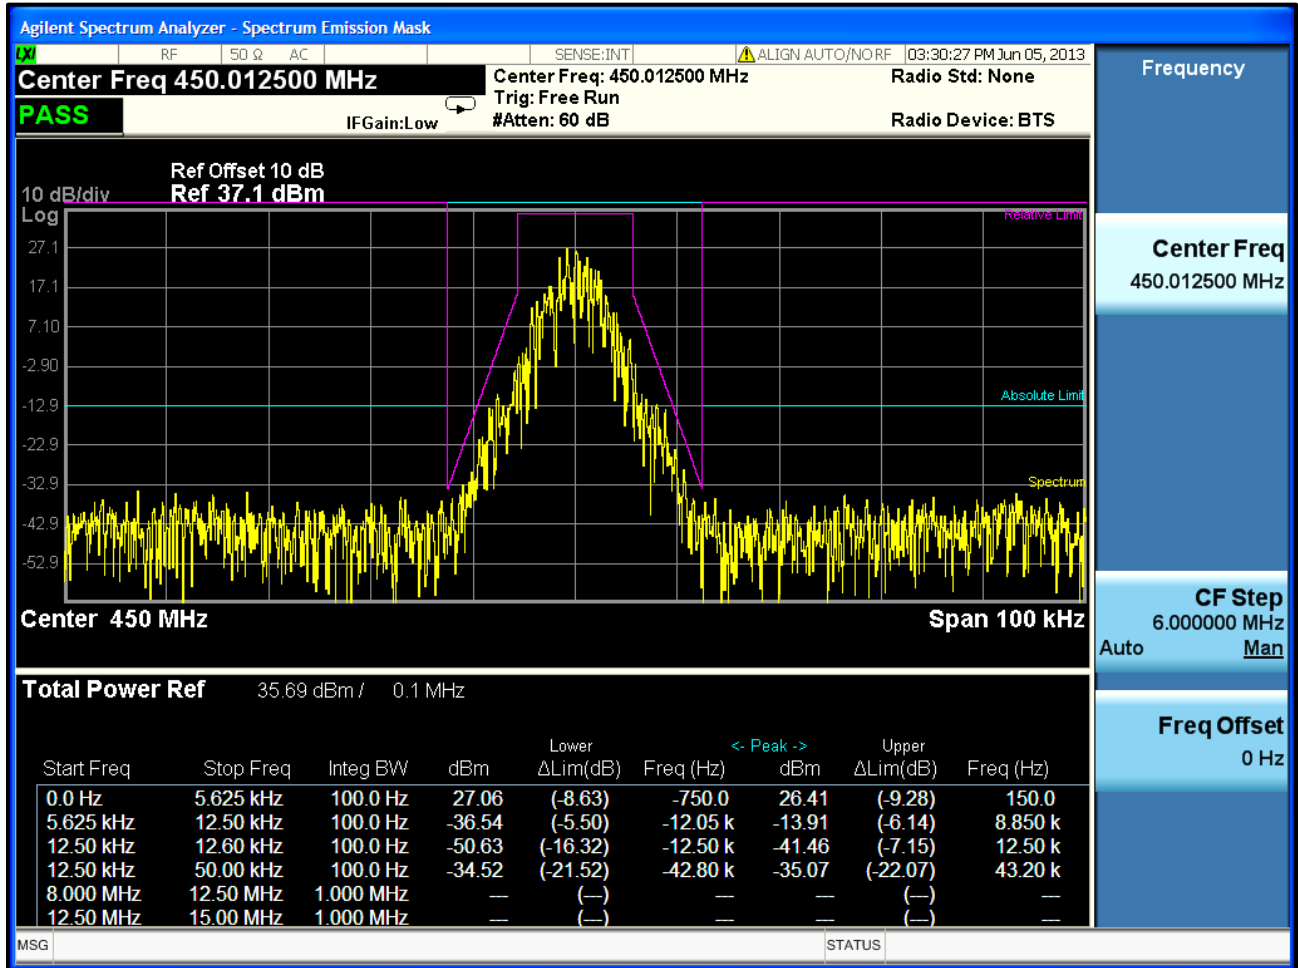 Agilent Spectrum Analyzer - Spectrum Emission Mask
LXI RF 50 Ω AC SENSE:INT ALIGN AUTO/NO RF 03:30:27 PM Jun 05, 2013
Center Freq 450.012500 MHz
Center Freq: 450.012500 MHz
Radio Std: None
Trig: Free Run
PASS
IFGain:Low
#Atten: 60 dB
Radio Device: BTS
Ref Offset 10 dB
10 dB/div Ref 37.1 dBm
Log
Relative Limit
27.1
17.1
7.10
-2.90
Absolute Limit
-12.9
-22.9
-32.9
Spectrum
-42.9
-52.9
Center 450 MHz Span 100 kHz
Total Power Ref 35.69 dBm / 0.1 MHz
Lower <- Peak -> Upper
Start Freq Stop Freq Integ BW dBm ΔLim(dB) Freq (Hz) dBm ΔLim(dB) Freq (Hz)
0.0 Hz 5.625 kHz 100.0 Hz 27.06 (-8.63) -750.0 26.41 (-9.28) 150.0
5.625 kHz 12.50 kHz 100.0 Hz -36.54 (-5.50) -12.05 k -13.91 (-6.14) 8.850 k
12.50 kHz 12.60 kHz 100.0 Hz -50.63 (-16.32) -12.50 k -41.46 (-7.15) 12.50 k
12.50 kHz 50.00 kHz 100.0 Hz -34.52 (-21.52) -42.80 k -35.07 (-22.07) 43.20 k
8.000 MHz 12.50 MHz 1.000 MHz --- (---) --- --- (---) ---
12.50 MHz 15.00 MHz 1.000 MHz --- (---) --- --- (---) ---
MSG STATUS
Frequency
Center Freq
450.012500 MHz
CF Step
6.000000 MHz
Auto Man
Freq Offset
0 Hz